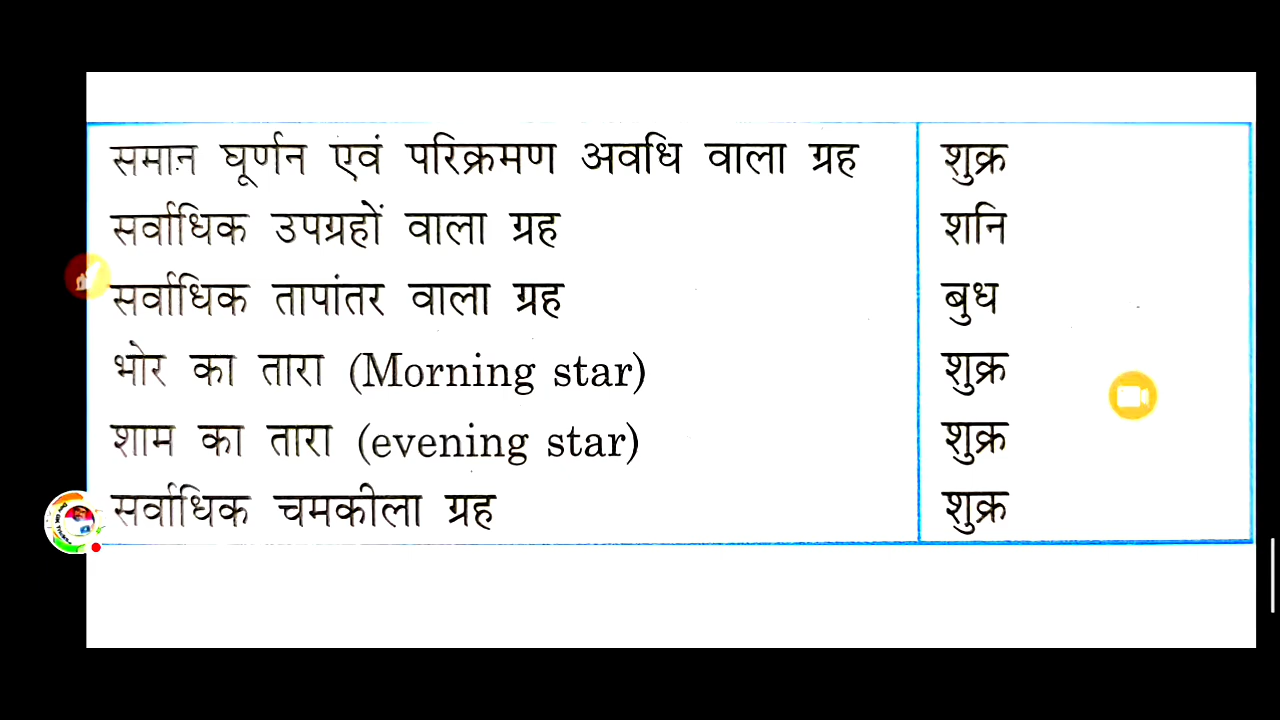 समान घूर्णन एवं परिक्रमण अवधि वाला ग्रह शुक्र
सर्वाधिक उपग्रहों वाला ग्रह शनि
सर्वाधिक तापांतर वाला ग्रह बुध
भोर का तारा (Morning star) शुक्र
शाम का तारा (evening star) शुक्र
सर्वाधिक चमकीला ग्रह शुक्र